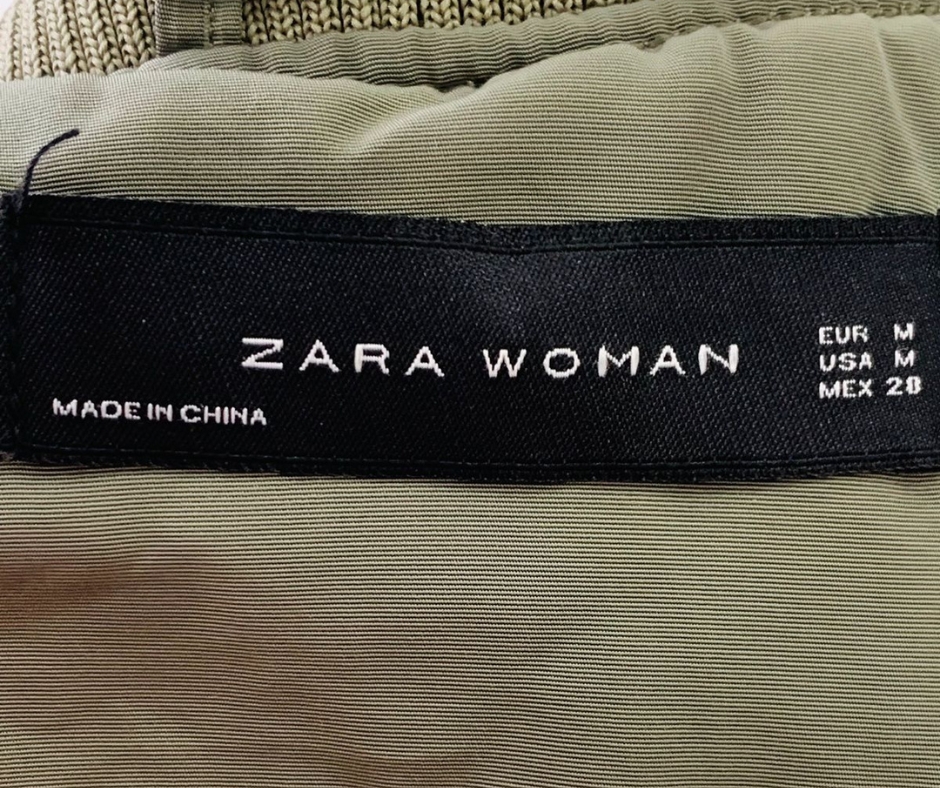 ZARA WOMAN
MADE IN CHINA
EUR M
USA M
MEX 28